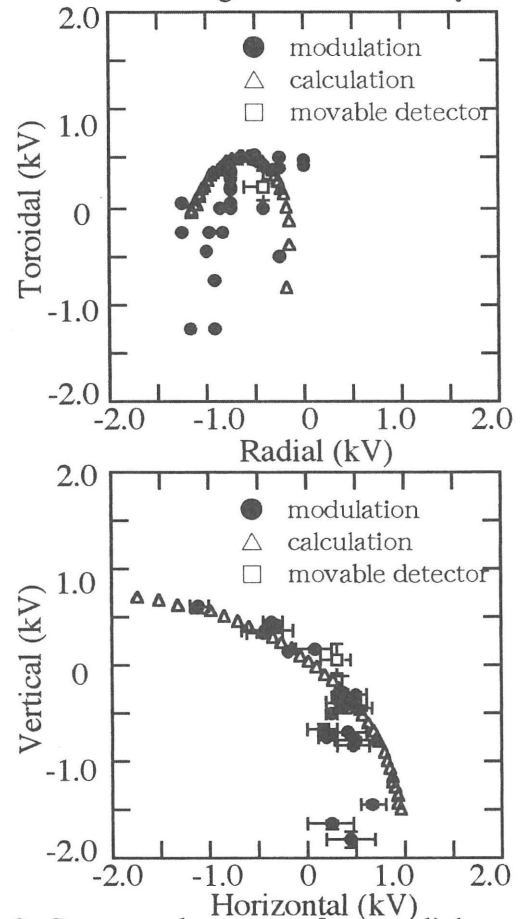 2.0
modulation
calculation
movable detector
1.0
Toroidal (kV)
0
-1.0
-2.0
-2.0 -1.0 0 1.0 2.0
Radial (kV)
2.0
modulation
calculation
movable detector
1.0
Vertical (kV)
0
-1.0
-2.0
-2.0 -1.0 0 1.0 2.0
Horizontal (kV)